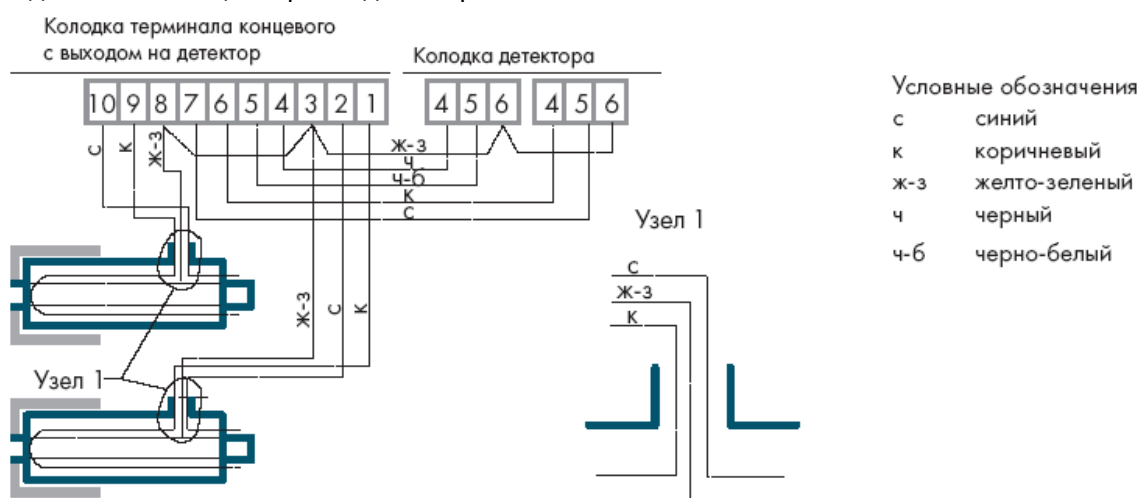 Колодка терминала концевого
с выходом на детектор
Колодка детектора
10 9 8 7 6 5 4 3 2 1
4 5 6
4 5 6
с
к
ж-з
ж-з
ч
ч-б
к
с
ж-з
с
к
Узел 1
Узел 1
с
ж-з
к
Условные обозначения
с синий
к коричневый
ж-з желто-зеленый
ч черный
ч-б черно-белый